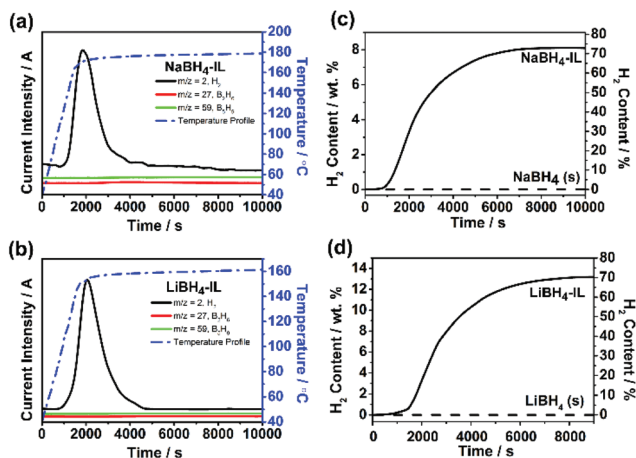 (a)
Current Intensity / A
200
180
160
140
120
100
80
60
40
Temperature / °C
NaBH4-IL
m/z = 2, H2
m/z = 27, B2H6
m/z = 59, B5H9
Temperature Profile
0 2000 4000 6000 8000 10000
Time / s
(c)
H2 Content / wt. %
8
6
4
2
0
80
70
60
50
40
30
20
10
0
H2 Content / %
NaBH4-IL
NaBH4 (s)
0 2000 4000 6000 8000 10000
Time / s
(b)
Current Intensity / A
160
140
120
100
80
60
40
Temperature / °C
LiBH4-IL
m/z = 2, H2
m/z = 27, B2H6
m/z = 59, B5H9
Temperature Profile
0 2000 4000 6000 8000 10000
Time / s
(d)
H2 Content / wt. %
14
12
10
8
6
4
2
0
80
70
60
50
40
30
20
10
0
H2 Content / %
LiBH4-IL
LiBH4 (s)
0 2000 4000 6000 8000
Time / s